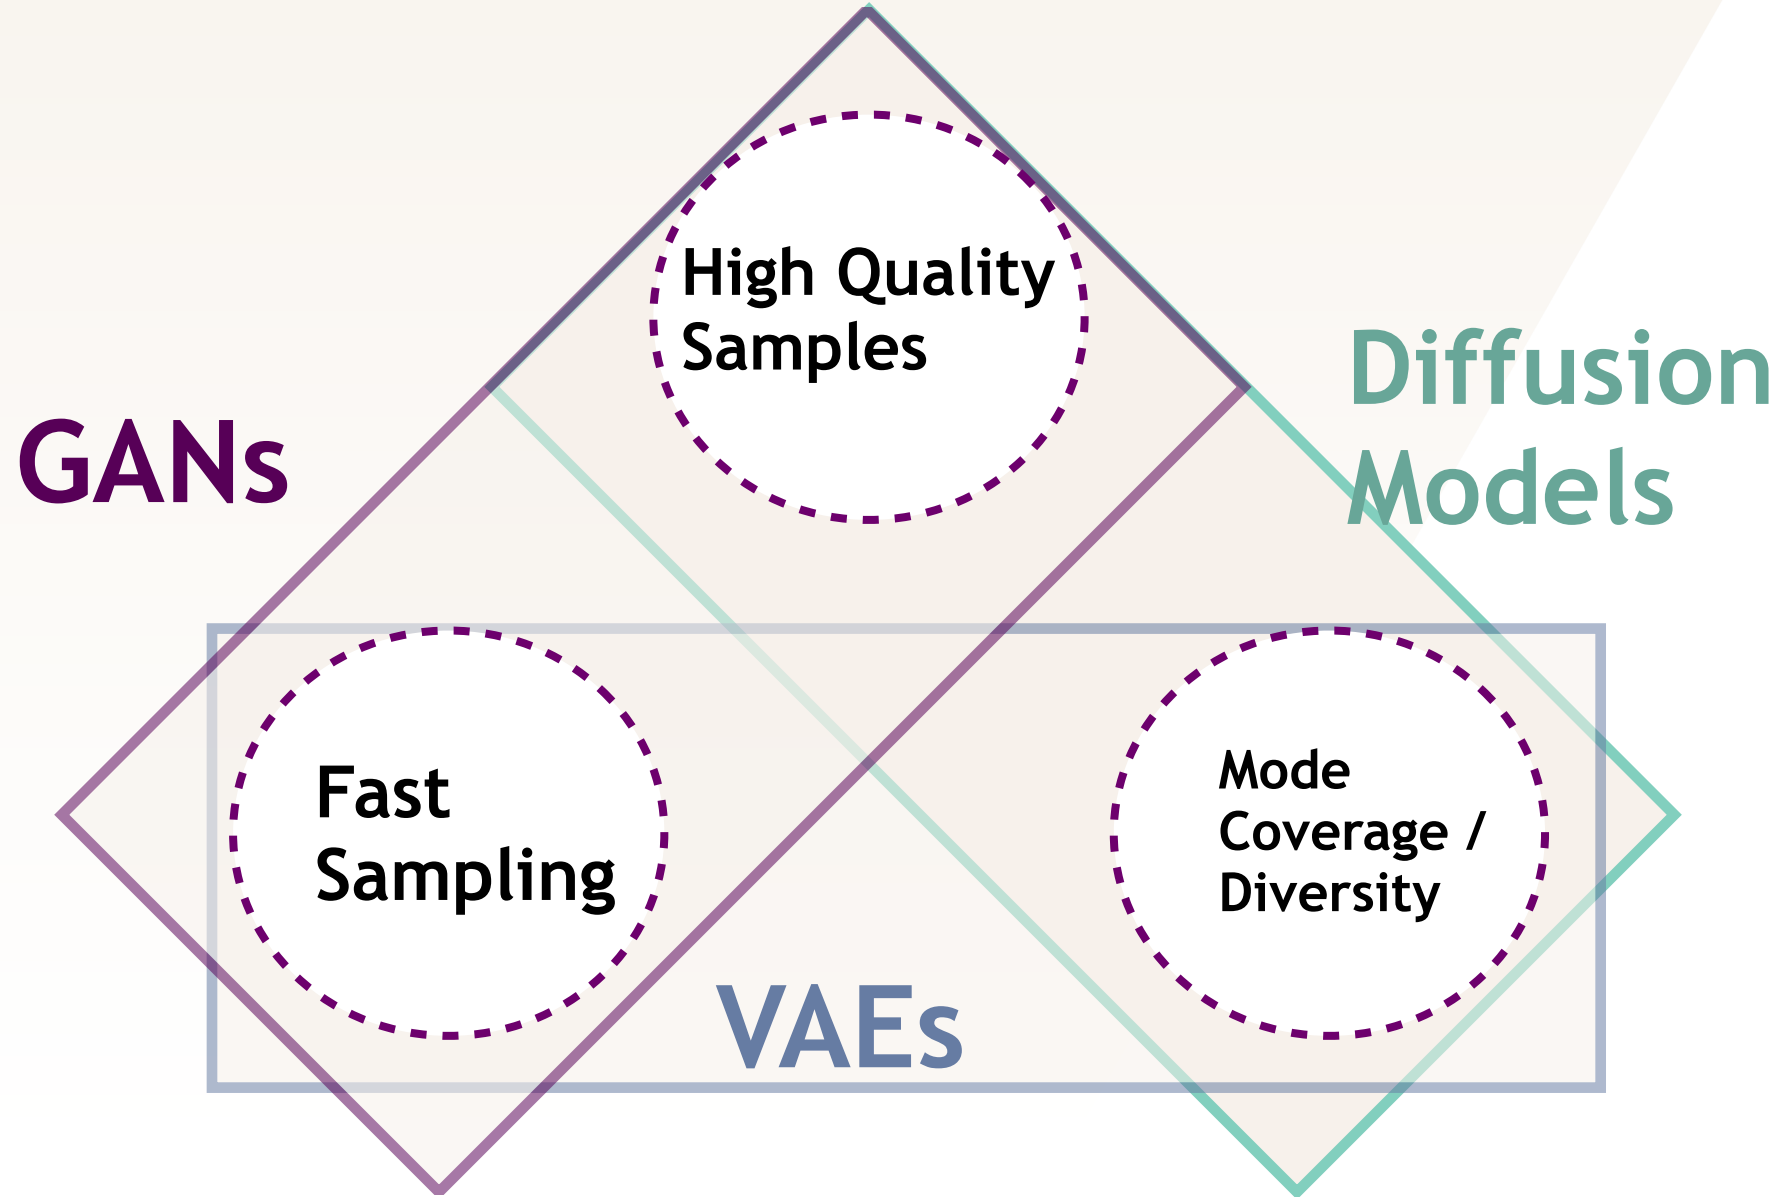 High Quality
Samples
Diffusion
Models
GANs
Fast
Sampling
Mode
Coverage /
Diversity
VAEs